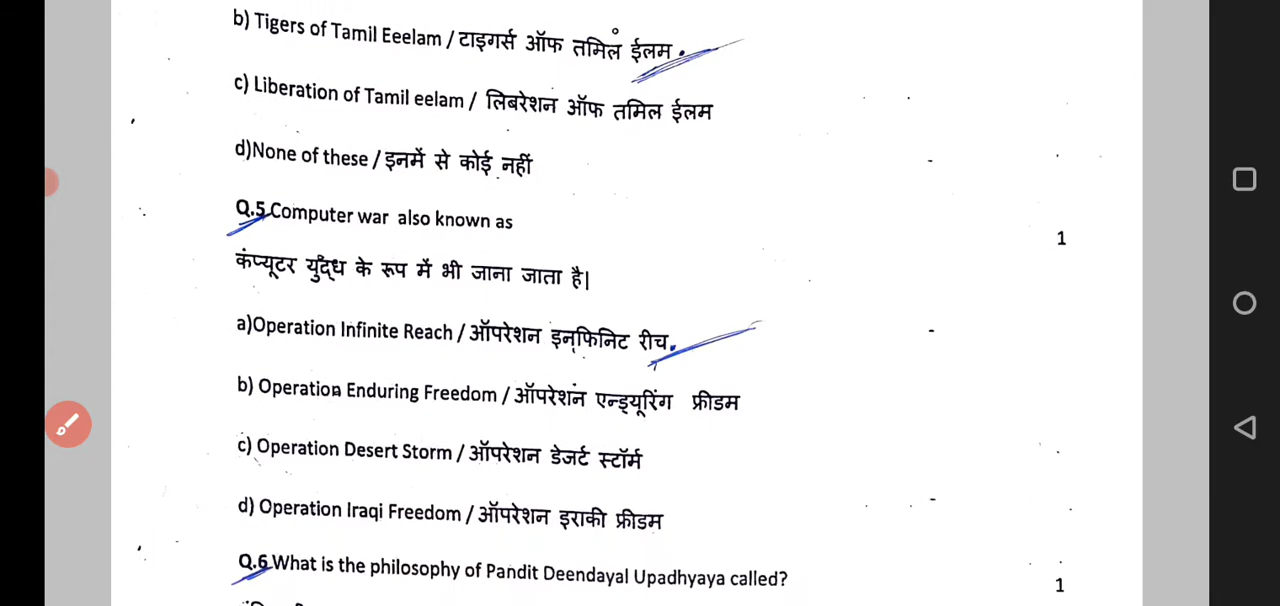 b) Tigers of Tamil Eeelam / टाइगर्स ऑफ तमिल ईलम.
c) Liberation of Tamil eelam / लिबरेशन ऑफ तमिल ईलम
d)None of these / इनमें से कोई नहीं
Q.5 Computer war also known as
1
कंप्यूटर युद्ध के रूप में भी जाना जाता है|
a)Operation Infinite Reach / ऑपरेशन इन्फिनिट रीच.
b) Operation Enduring Freedom / ऑपरेशन एन्ड्यूरिंग फ्रीडम
c) Operation Desert Storm / ऑपरेशन डेजर्ट स्टॉर्म
d) Operation Iraqi Freedom / ऑपरेशन इराकी फ्रीडम
Q.6 What is the philosophy of Pandit Deendayal Upadhyaya called?
1